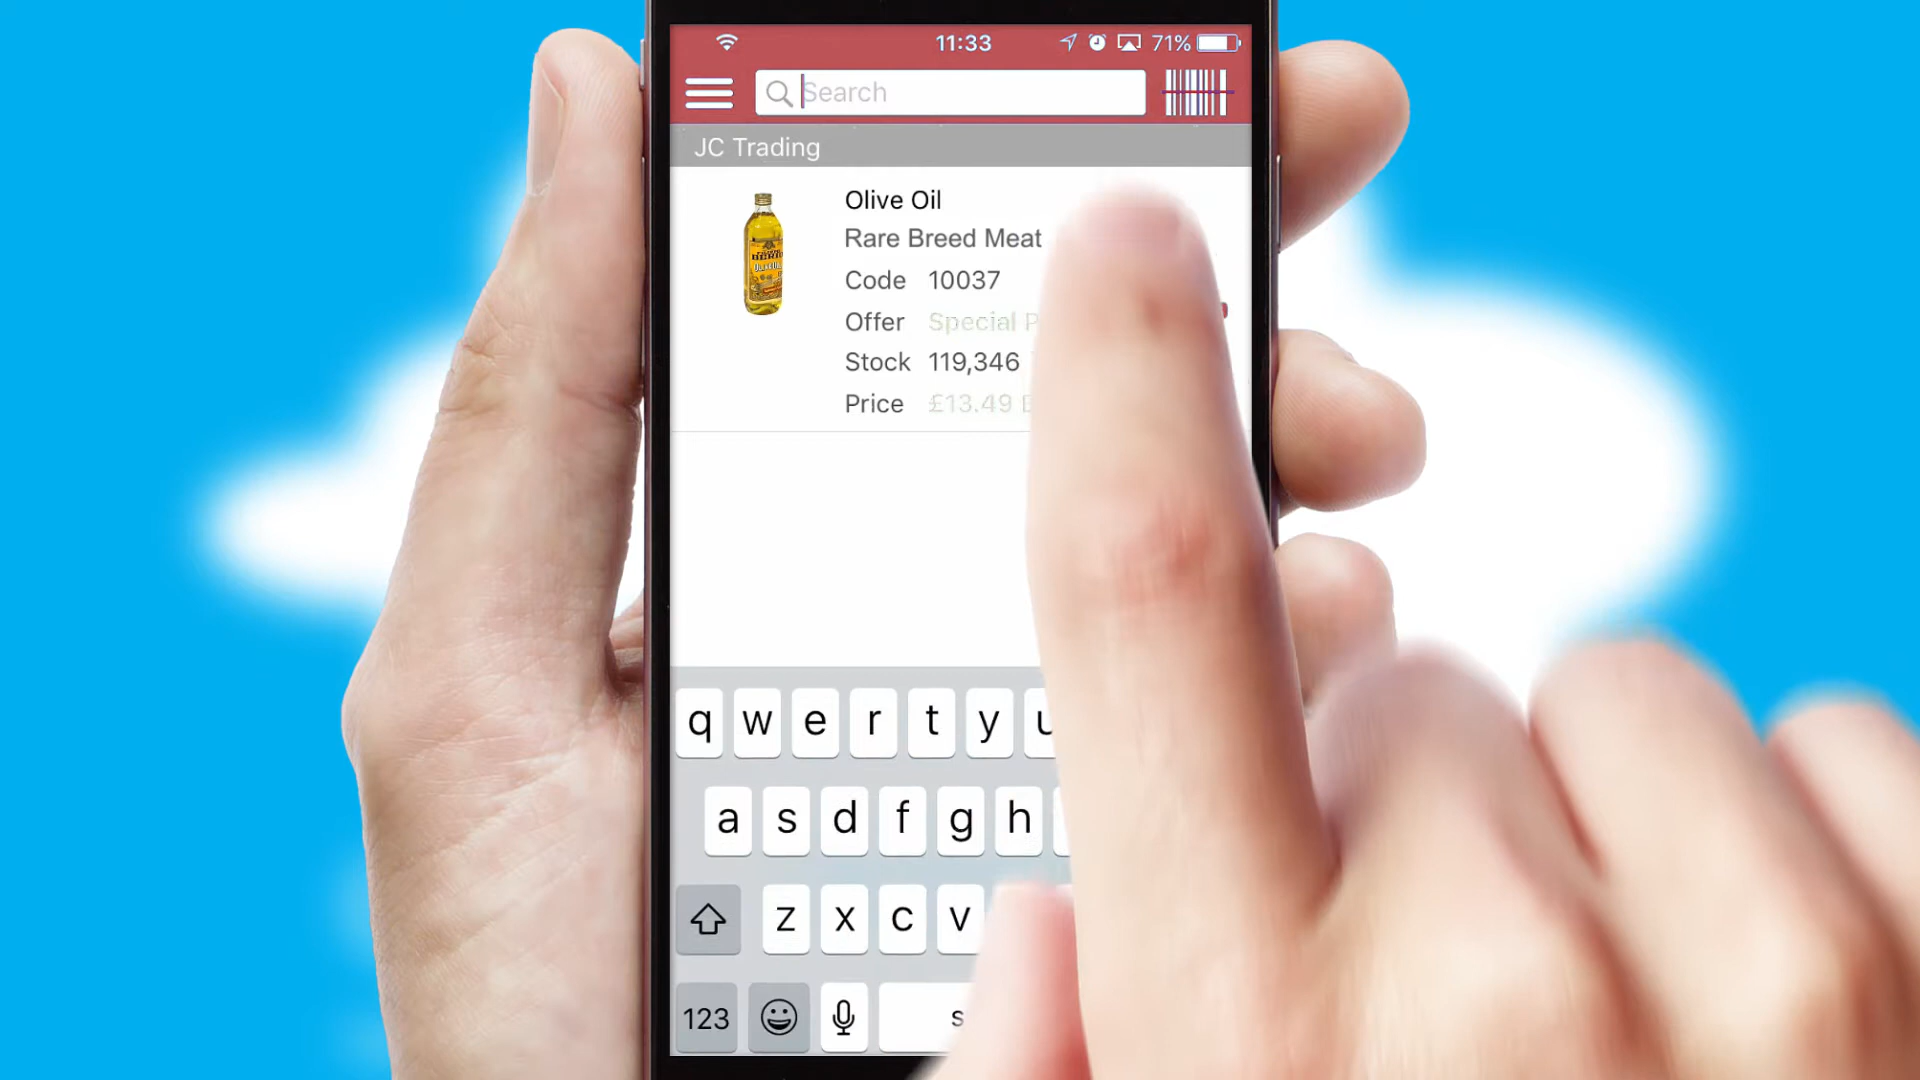 11:33 71%
Search
JC Trading
Olive Oil
Rare Breed Meat
Code 10037
Offer Special P
Stock 119,346
Price £13.49 E
q w e r t y u
a s d f g h
z x c v
123 s